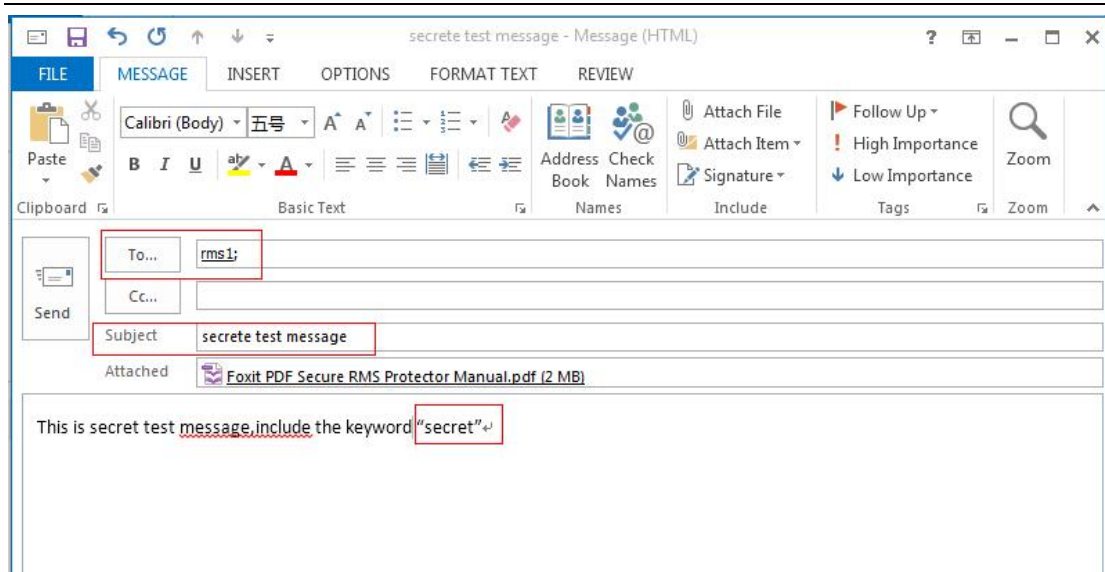 secrete test message - Message (HTML)
?
FILE MESSAGE INSERT OPTIONS FORMAT TEXT REVIEW
Paste
Calibri (Body) 五号 A A
B I U aby A
Address Book
Check Names
Attach File
Attach Item
Signature
Follow Up
! High Importance
Low Importance
Zoom
Clipboard Basic Text Names Include Tags Zoom
Send
To... rms1;
Cc...
Subject secrete test message
Attached Foxit PDF Secure RMS Protector Manual.pdf (2 MB)
This is secret test message,include the keyword “secret”↵